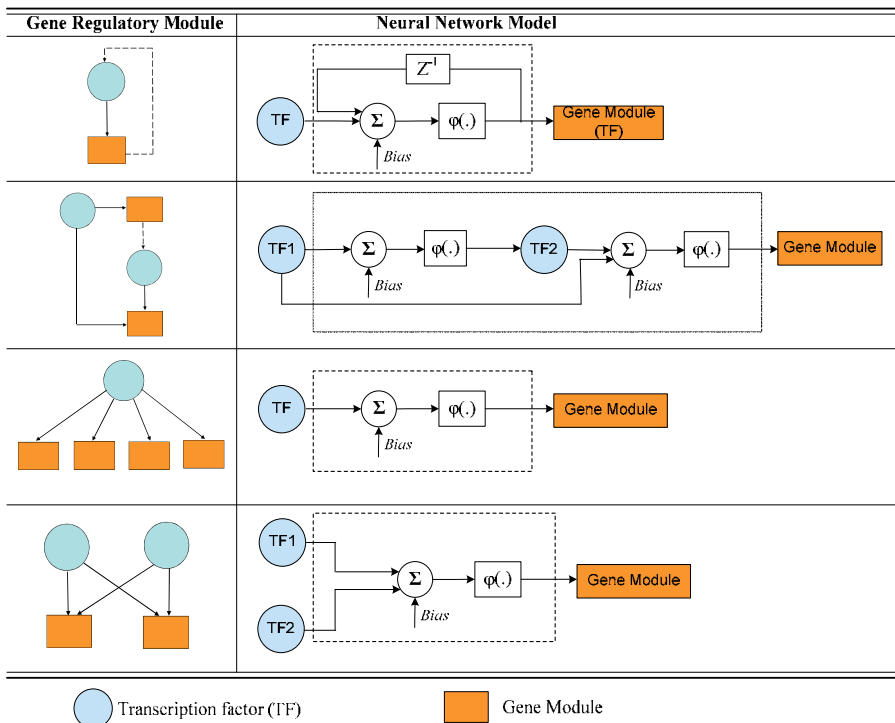 Gene Regulatory Module
Neural Network Model
Z⁻¹
TF
Σ
φ(.)
Gene Module
(TF)
Bias
TF1
Σ
φ(.)
TF2
Σ
φ(.)
Gene Module
Bias
Bias
TF
Σ
φ(.)
Gene Module
Bias
TF1
Σ
φ(.)
Gene Module
Bias
TF2
Transcription factor (TF)
Gene Module